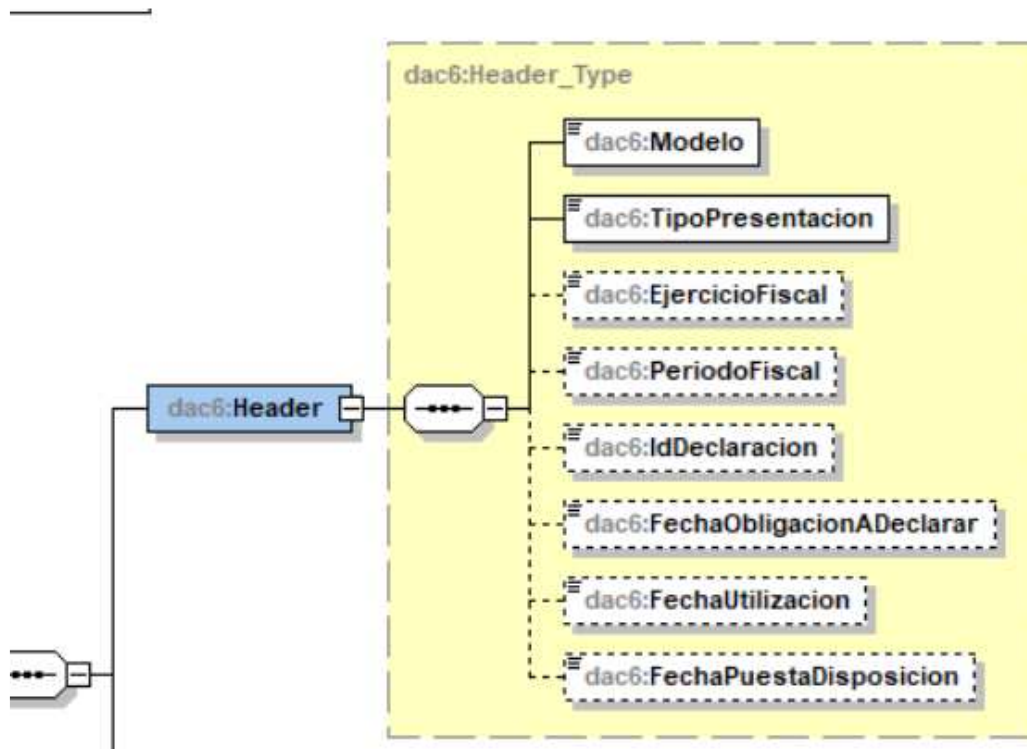 dac6:Header_Type
dac6:Modelo
dac6:TipoPresentacion
dac6:EjercicioFiscal
dac6:PeriodoFiscal
dac6:Header
dac6:IdDeclaracion
dac6:FechaObligacionADeclarar
dac6:FechaUtilizacion
dac6:FechaPuestaDisposicion